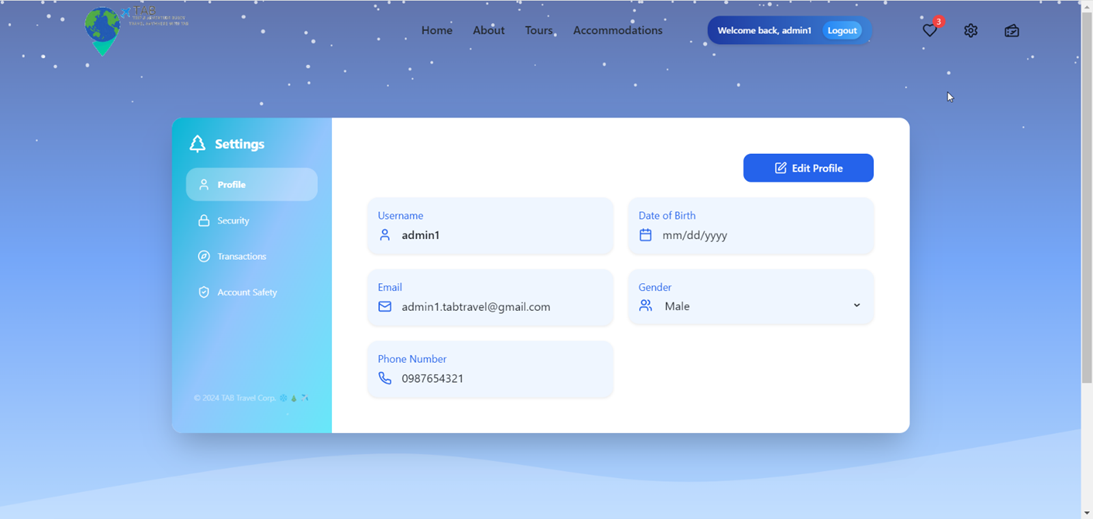 TAB
Home
About
Tours
Accommodations
Welcome back, admin1
Logout
3
Settings
Profile
Security
Transactions
Account Safety
© 2024 TAB Travel Corp.
Edit Profile
Username
admin1
Date of Birth
mm/dd/yyyy
Email
admin1.tabtravel@gmail.com
Gender
Male
Phone Number
0987654321